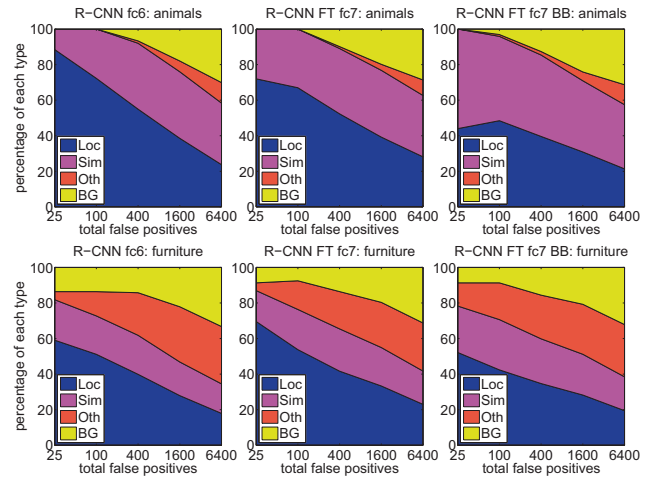 R−CNN fc6: animals
R−CNN FT fc7: animals
R−CNN FT fc7 BB: animals
percentage of each type
100
80
60
40
20
0
Loc
Sim
Oth
BG
25 100 400 1600 6400
total false positives
100
80
60
40
20
0
Loc
Sim
Oth
BG
25 100 400 1600 6400
total false positives
100
80
60
40
20
0
Loc
Sim
Oth
BG
25 100 400 1600 6400
total false positives
R−CNN fc6: furniture
R−CNN FT fc7: furniture
R−CNN FT fc7 BB: furniture
percentage of each type
100
80
60
40
20
0
Loc
Sim
Oth
BG
25 100 400 1600 6400
total false positives
100
80
60
40
20
0
Loc
Sim
Oth
BG
25 100 400 1600 6400
total false positives
100
80
60
40
20
0
Loc
Sim
Oth
BG
25 100 400 1600 6400
total false positives